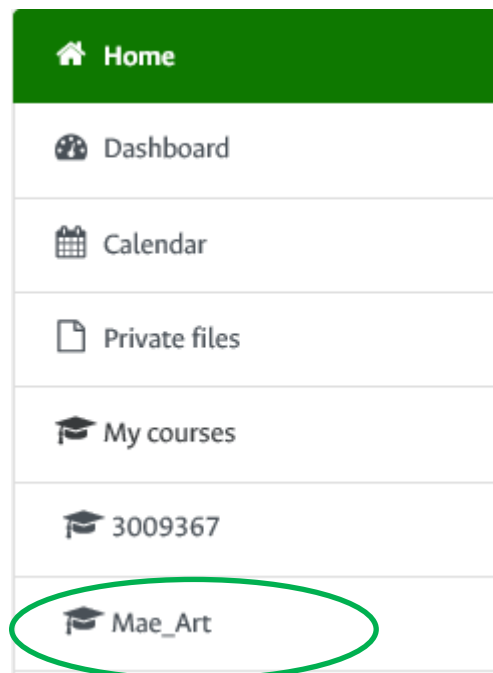 Home
Dashboard
Calendar
Private files
My courses
3009367
Mae_Art